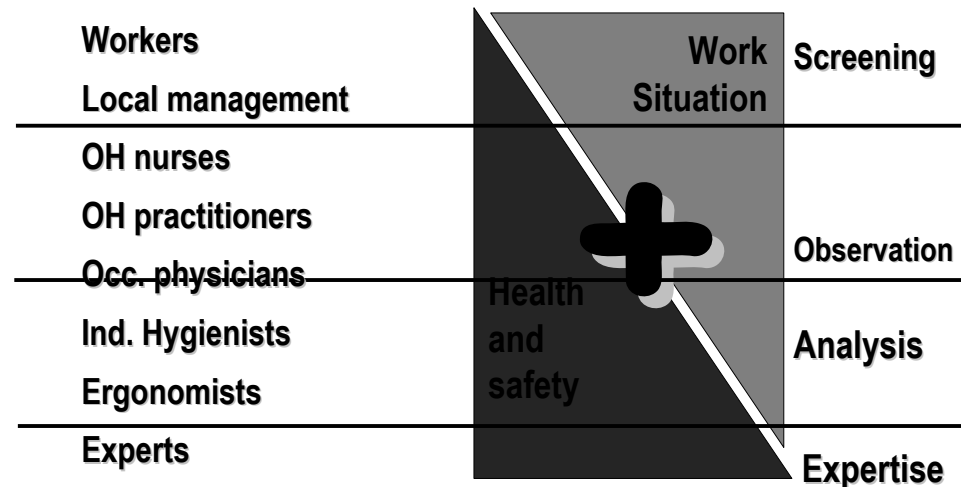 Workers
Local management
OH nurses
OH practitioners
Occ. physicians
Ind. Hygienists
Ergonomists
Experts
Work
Situation
Health
and
safety
Screening
Observation
Analysis
Expertise